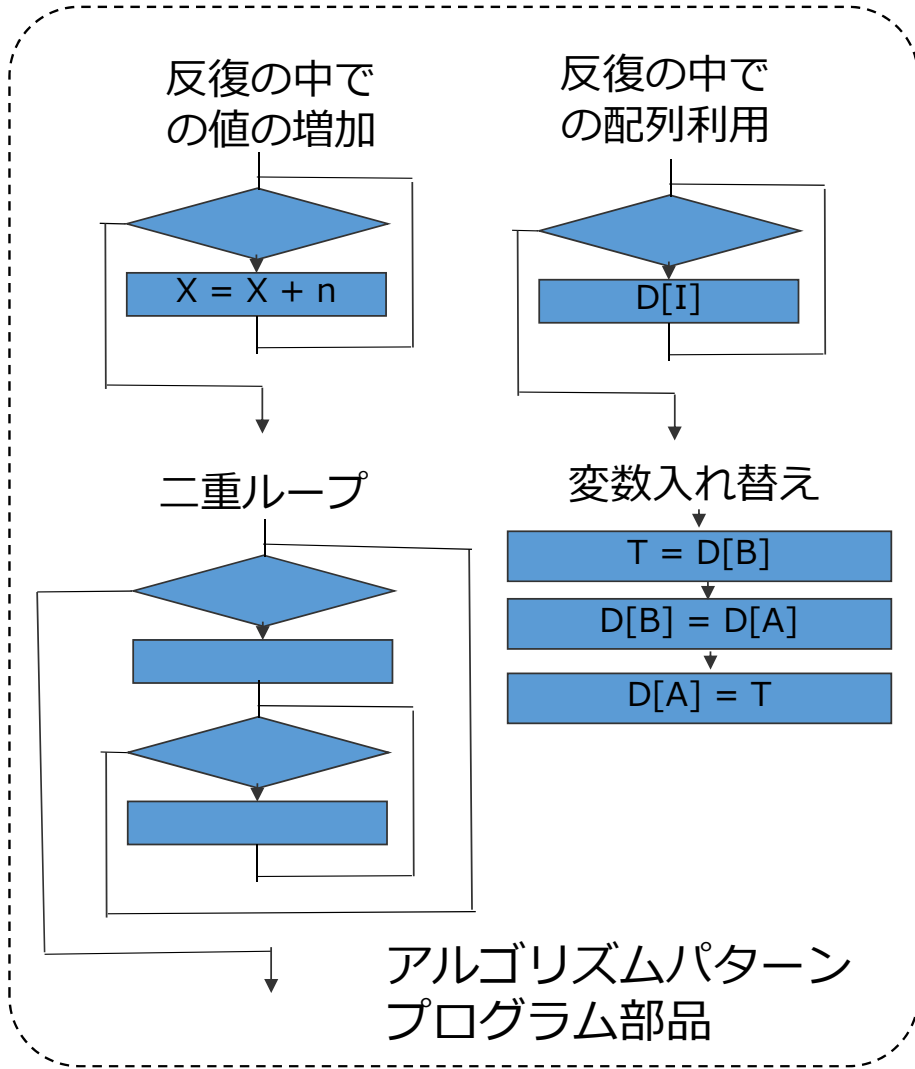 反復の中で
の値の増加
X = X + n
反復の中で
の配列利用
D[I]
二重ループ
変数入れ替え
T = D[B]
D[B] = D[A]
D[A] = T
アルゴリズムパターン
プログラム部品